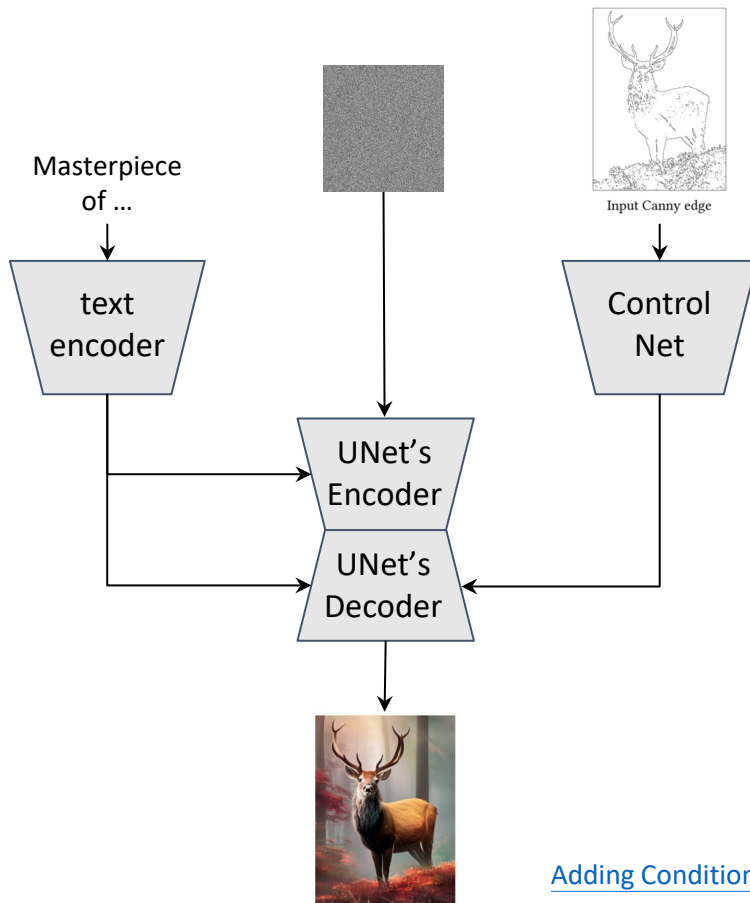 Masterpiece
of ...
Input Canny edge
text
encoder
Control
Net
UNet's
Encoder
UNet's
Decoder
Adding Condition